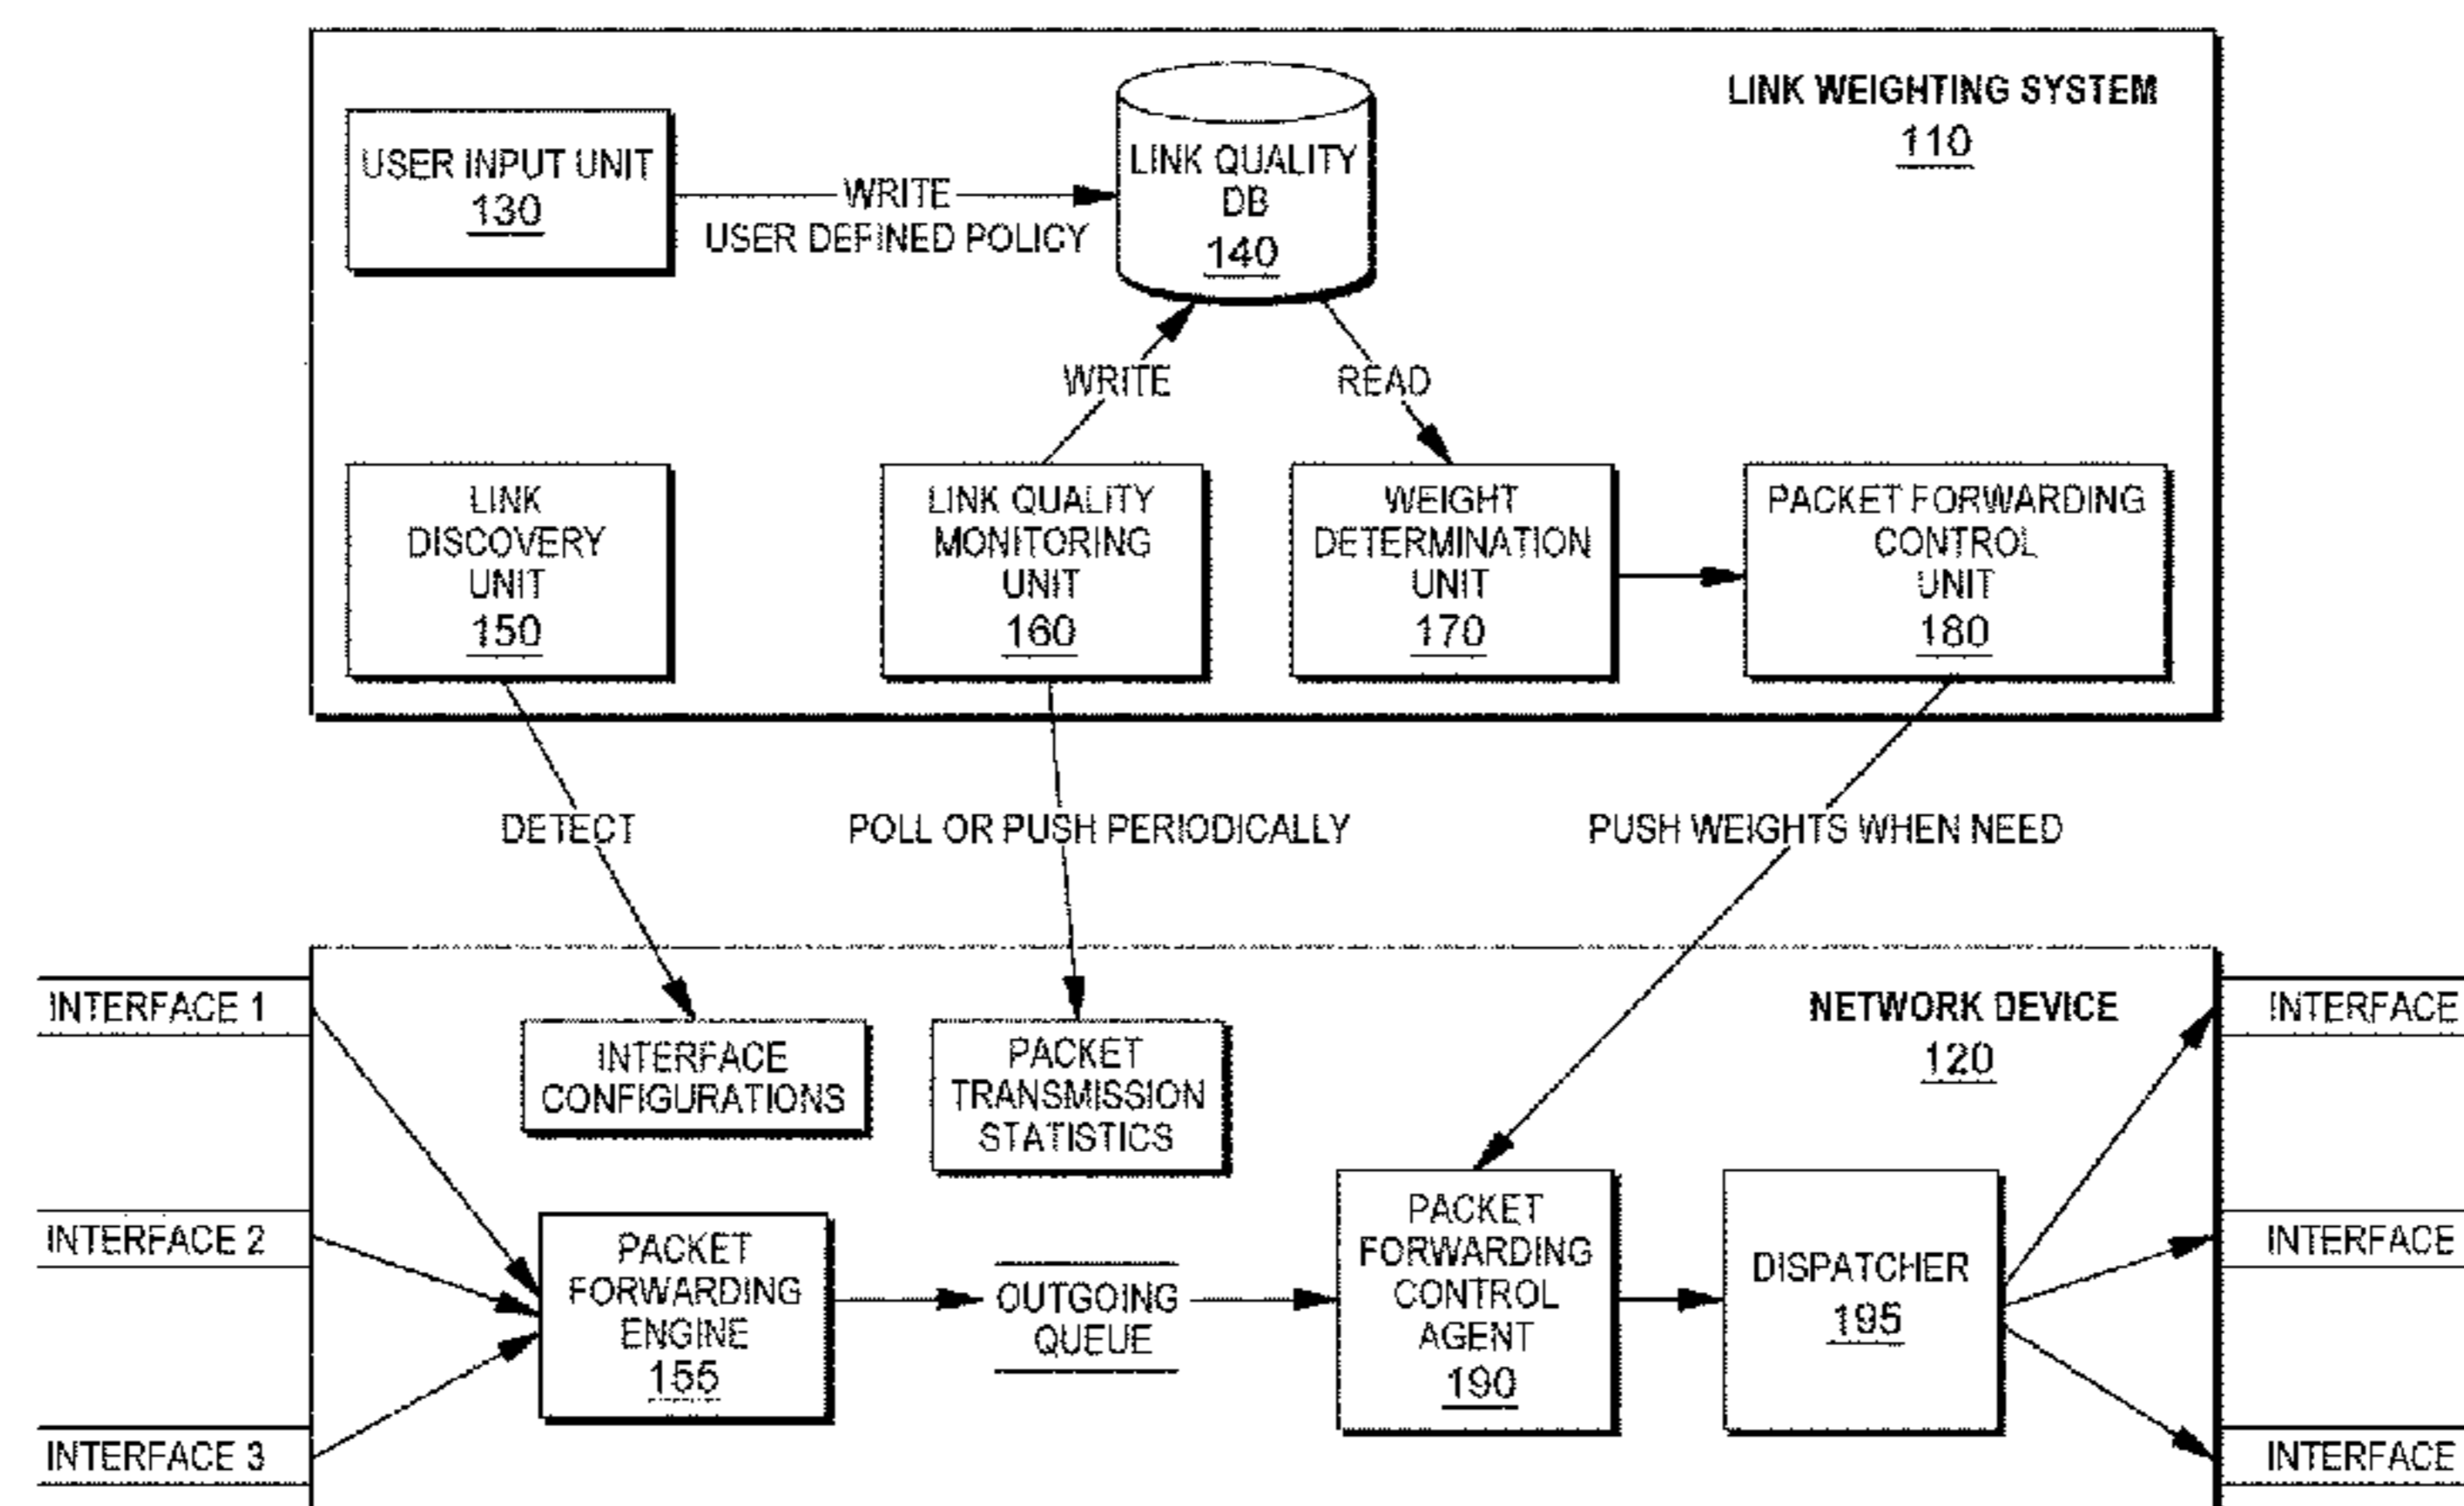 LINK WEIGHTING SYSTEM
110
USER INPUT UNIT
130
WRITE
USER DEFINED POLICY
LINK QUALITY
DB
140
WRITE
READ
LINK
DISCOVERY
UNIT
150
LINK QUALITY
MONITORING
UNIT
160
WEIGHT
DETERMINATION
UNIT
170
PACKET FORWARDING
CONTROL
UNIT
180
DETECT
POLL OR PUSH PERIODICALLY
PUSH WEIGHTS WHEN NEED
NETWORK DEVICE
120
INTERFACE 1
INTERFACE 2
INTERFACE 3
INTERFACE
CONFIGURATIONS
PACKET
TRANSMISSION
STATISTICS
PACKET
FORWARDING
ENGINE
155
OUTGOING
QUEUE
PACKET
FORWARDING
CONTROL
AGENT
190
DISPATCHER
195
INTERFACE
INTERFACE
INTERFACE